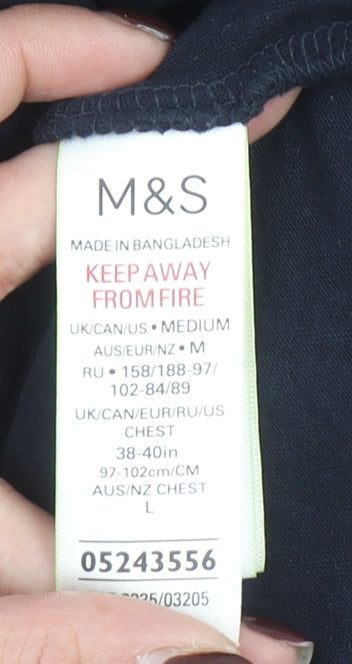 M&S
MADE IN BANGLADESH
KEEP AWAY
FROM FIRE
UK/CAN/US • MEDIUM
AUS/EUR/NZ • M
RU • 158/188-97/
102-84/89
UK/CAN/EUR/RU/US
CHEST
38-40in
97-102cm/CM
AUS/NZ CHEST
L
05243556